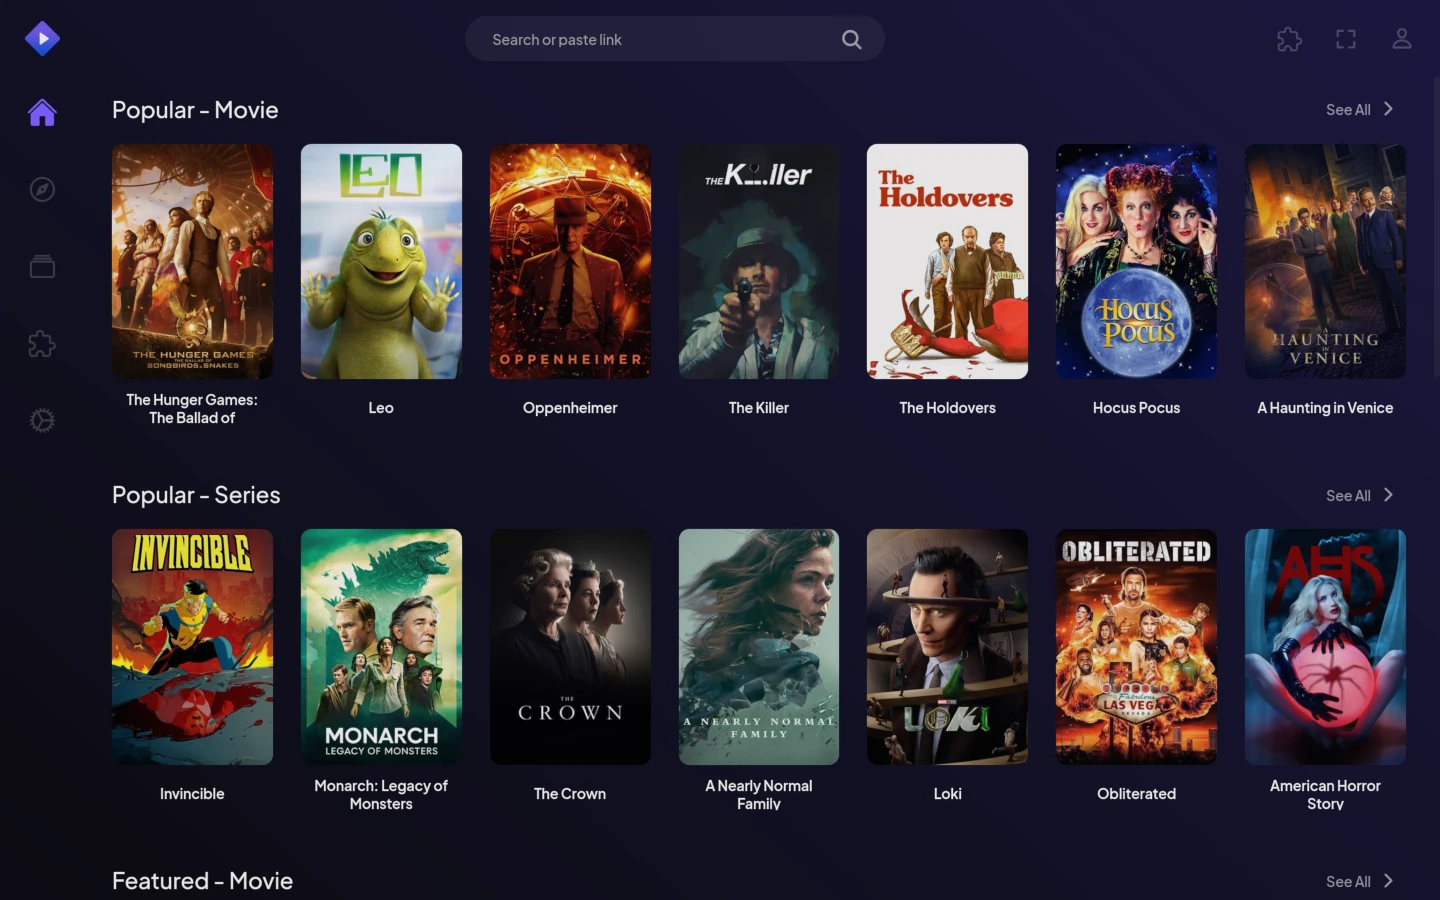 Search or paste link
Popular - Movie
See All
THE HUNGER GAMES
THE BALLAD OF
SONGBIRDS & SNAKES
LEO
OPPENHEIMER
THE K...ller
The
Holdovers
HOCUS
POCUS
A
HAUNTING
IN
VENICE
The Hunger Games:
The Ballad of
Leo
Oppenheimer
The Killer
The Holdovers
Hocus Pocus
A Haunting in Venice
Popular - Series
See All
INVINCIBLE
MONARCH
LEGACY OF MONSTERS
THE
CROWN
A NEARLY NORMAL
FAMILY
LOKI
OBLITERATED
Fabulous
LAS VEGAS
NEVADA
AHS
Invincible
Monarch: Legacy of
Monsters
The Crown
A Nearly Normal
Family
Loki
Obliterated
American Horror
Story
Featured - Movie
See All